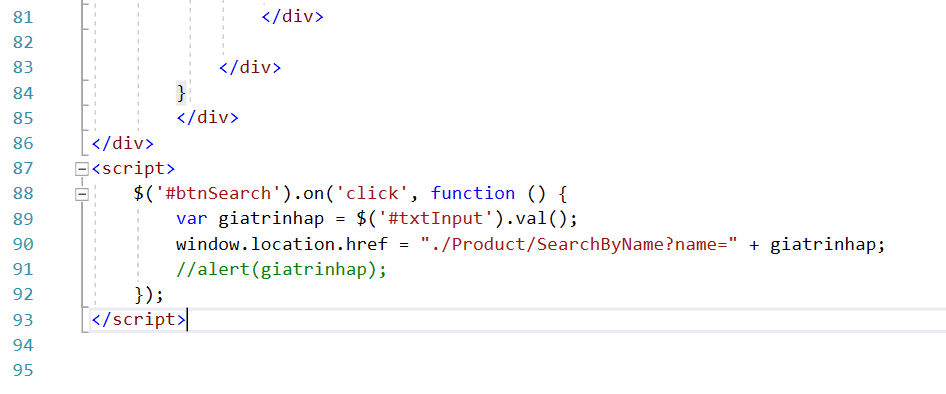 81 </div>
82
83 </div>
84 }
85 </div>
86 </div>
87 <script>
88 $('#btnSearch').on('click', function () {
89 var giatrinhap = $('#txtInput').val();
90 window.location.href = "./Product/SearchByName?name=" + giatrinhap;
91 //alert(giatrinhap);
92 });
93 </script>
94
95